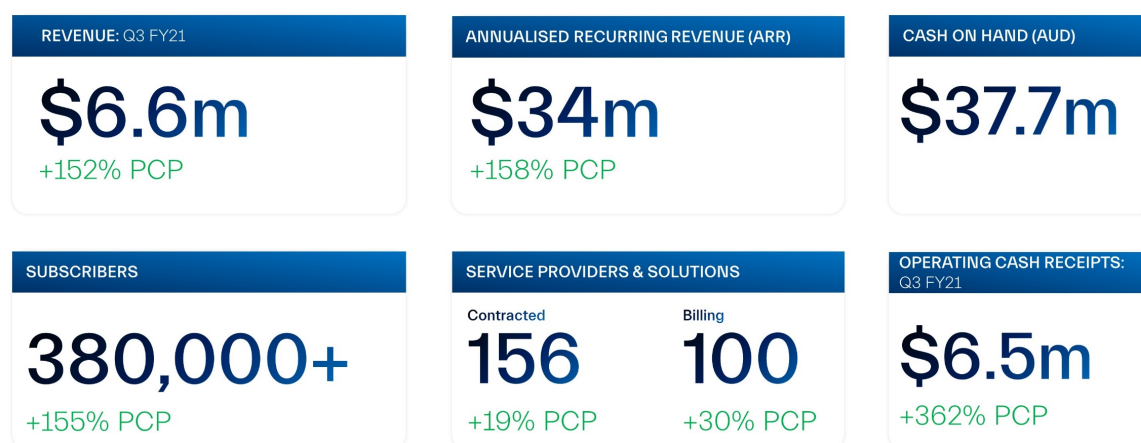 REVENUE: Q3 FY21
$6.6m
+152% PCP
ANNUALISED RECURRING REVENUE (ARR)
$34m
+158% PCP
CASH ON HAND (AUD)
$37.7m
SUBSCRIBERS
380,000+
+155% PCP
SERVICE PROVIDERS & SOLUTIONS
Contracted
156
+19% PCP
Billing
100
+30% PCP
OPERATING CASH RECEIPTS:
Q3 FY21
$6.5m
+362% PCP